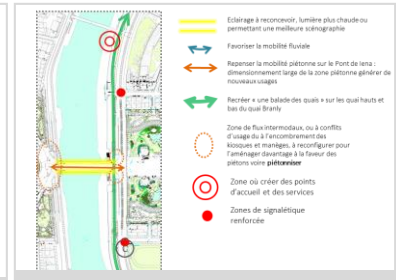 Eclairage à reconcevoir, lumière plus chaude ou
permettant une meilleure scénographie
Favoriser la mobilité fluviale
Repenser la mobilité piétonne sur le Pont de Iena :
dimensionnement large de la zone piétonne générer de
nouveaux usages
Recréer « une balade des quais » sur les quai hauts et
bas du quai Branly
Zone de flux intermodaux, ou à conflits
d'usage du à l'encombrement des
kiosques et manèges, à reconfigurer pour
l'aménager davantage à la faveur des
piétons voire piétonniser
Zone où créer des points
d'accueil et des services
Zones de signalétique
renforcée